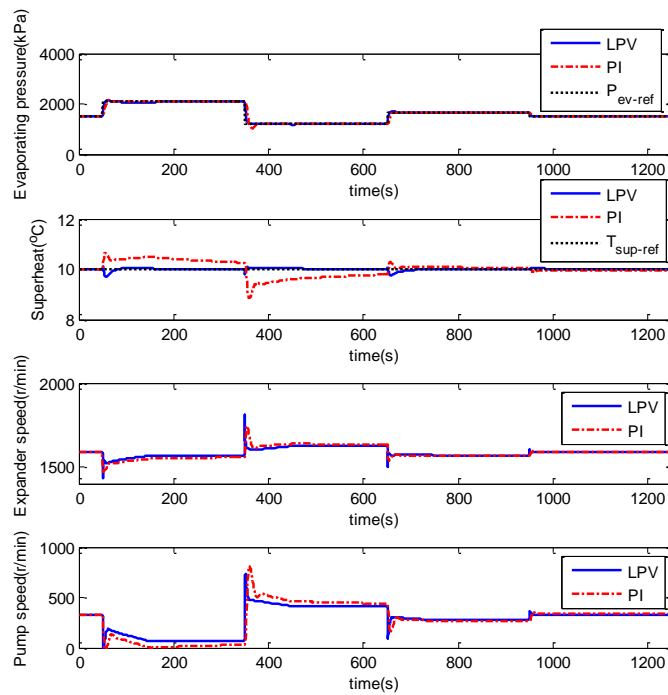 Evaporating pressure(kPa)
4000
2000
0
LPV
PI
P_ev-ref
0 200 400 600 800 1000 1200
time(s)
Superheat(°C)
12
10
8
LPV
PI
T_sup-ref
0 200 400 600 800 1000 1200
time(s)
Expander speed(r/min)
2000
1500
LPV
PI
0 200 400 600 800 1000 1200
time(s)
Pump speed(r/min)
1000
500
0
LPV
PI
0 200 400 600 800 1000 1200
time(s)